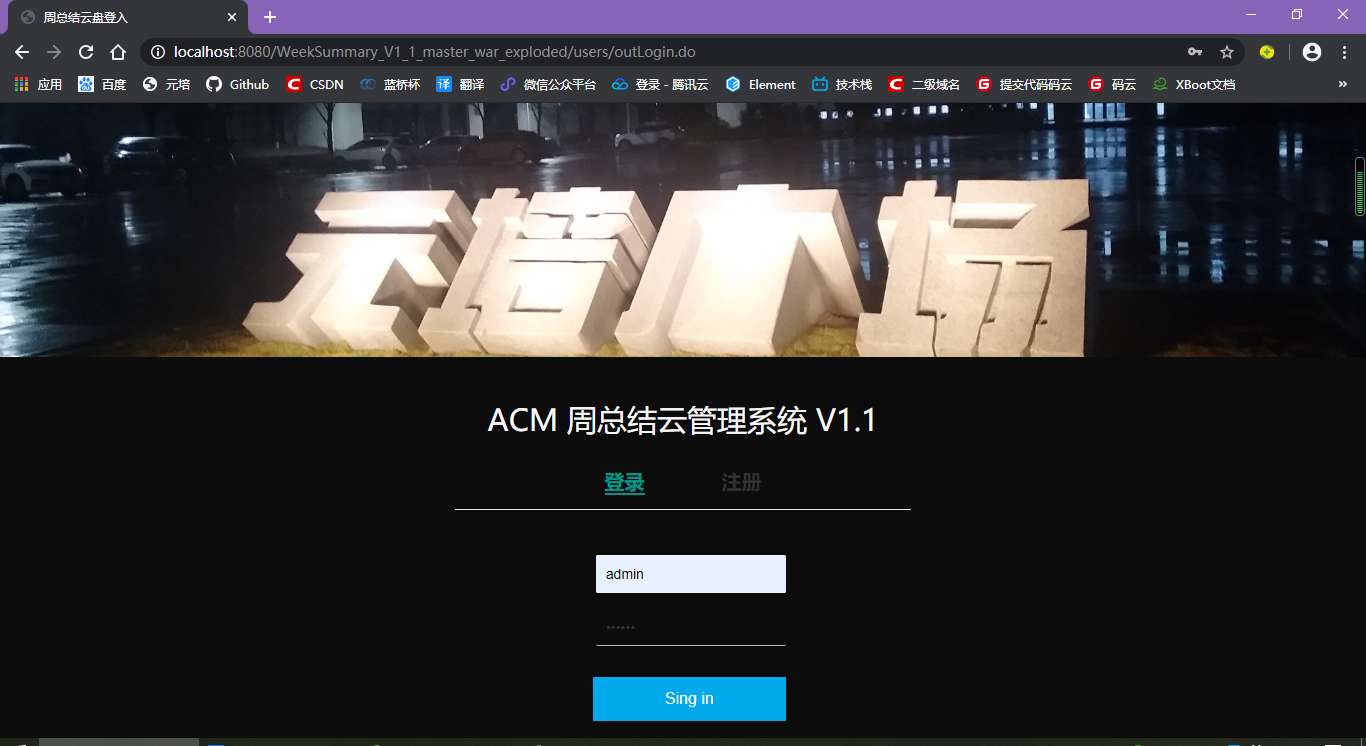 周总结云盘登入
localhost:8080/WeekSummary_V1_1_master_war_exploded/users/outLogin.do
应用 百度 元培 Github CSDN 蓝桥杯 译 翻译 微信公众平台 登录 - 腾讯云 Element 技术栈 二级域名 提交代码码云 码云 XBoot文档 »
云塔广场
ACM 周总结云管理系统 V1.1
登录 注册
admin
••••••
Sing in